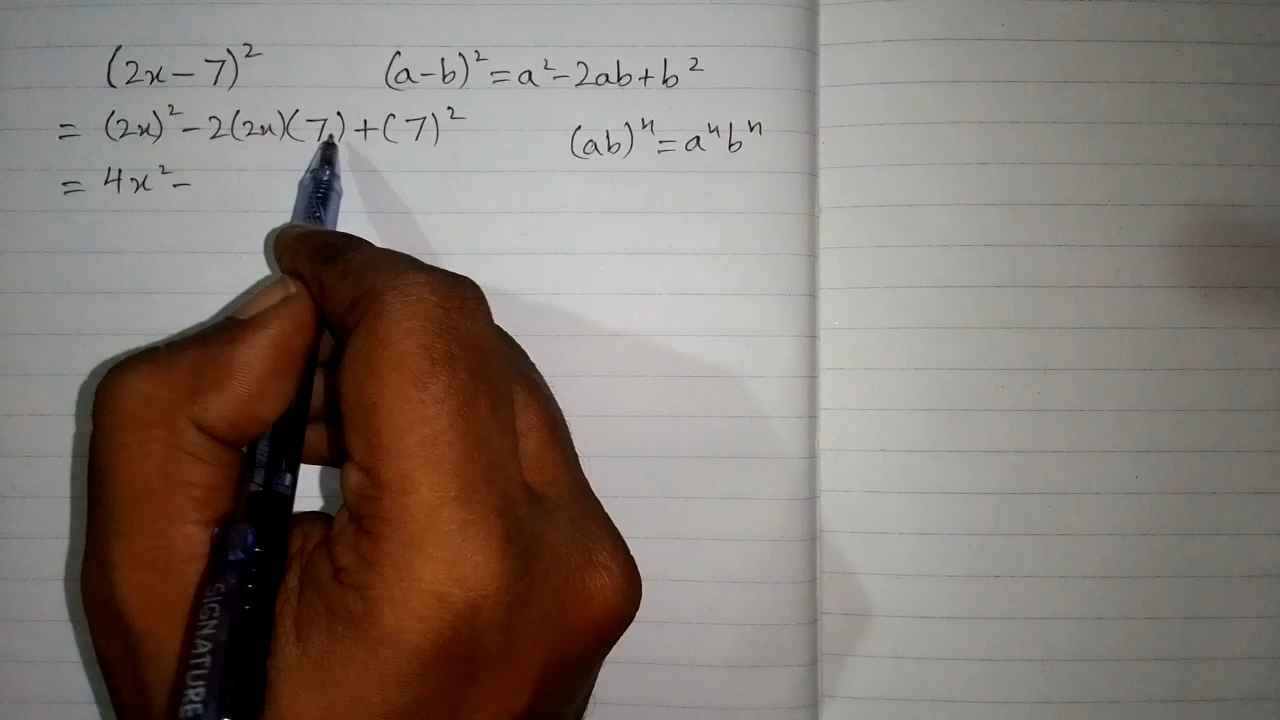 (2x-7)² (a-b)²=a²-2ab+b²
= (2x)²-2(2x)(7)+(7)² (ab)ⁿ=aⁿbⁿ
= 4x²-
SIGNATURE